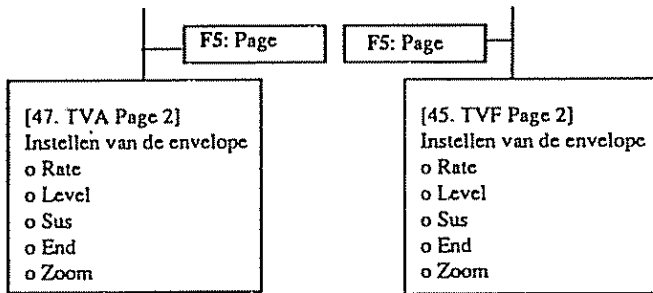 F5: Page
F5: Page
[47. TVA Page 2]
Instellen van de envelope
o Rate
o Level
o Sus
o End
o Zoom
[45. TVF Page 2]
Instellen van de envelope
o Rate
o Level
o Sus
o End
o Zoom